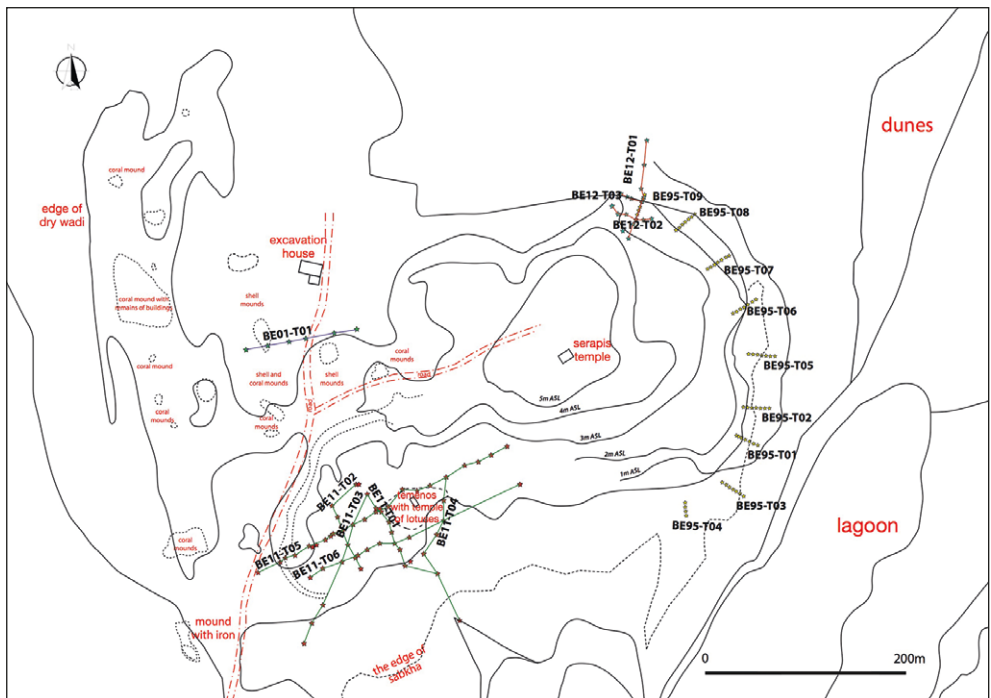 N
dunes
coral mound
edge of
dry wadi
BE12-T01
BE12-T03
BE95-T09
BE95-T08
BE12-T02
excavation
house
BE95-T07
coral mound with
remains of buildings
shell
mounds
BE95-T06
BE01-T01
serapis
temple
coral
mounds
shell
mounds
shell and
coral mounds
road
road
coral mound
BE95-T05
5m ASL
4m ASL
coral
mounds
coral
mounds
BE95-T02
3m ASL
2m ASL
1m ASL
BE95-T01
BE11-T02
BE11-T03
BE11-T01
temenos
with temple
of lotuses
BE11-T04
BE95-T03
BE95-T04
lagoon
coral
mounds
BE11-T05
BE11-T06
mound
with iron
the edge of
sabkha
0
200m